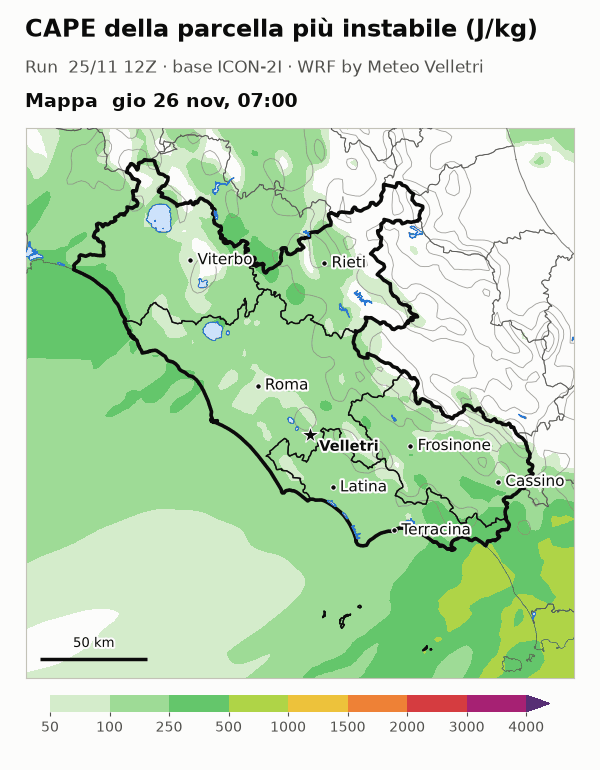 CAPE della parcella più instabile (J/kg)
Run  25/11 12Z · base ICON-2I · WRF by Meteo Velletri
Mappa  gio 26 nov, 07:00
Viterbo
Rieti
Roma
Velletri
Frosinone
Cassino
Latina
Terracina
50 km
50 100 250 500 1000 1500 2000 3000 4000